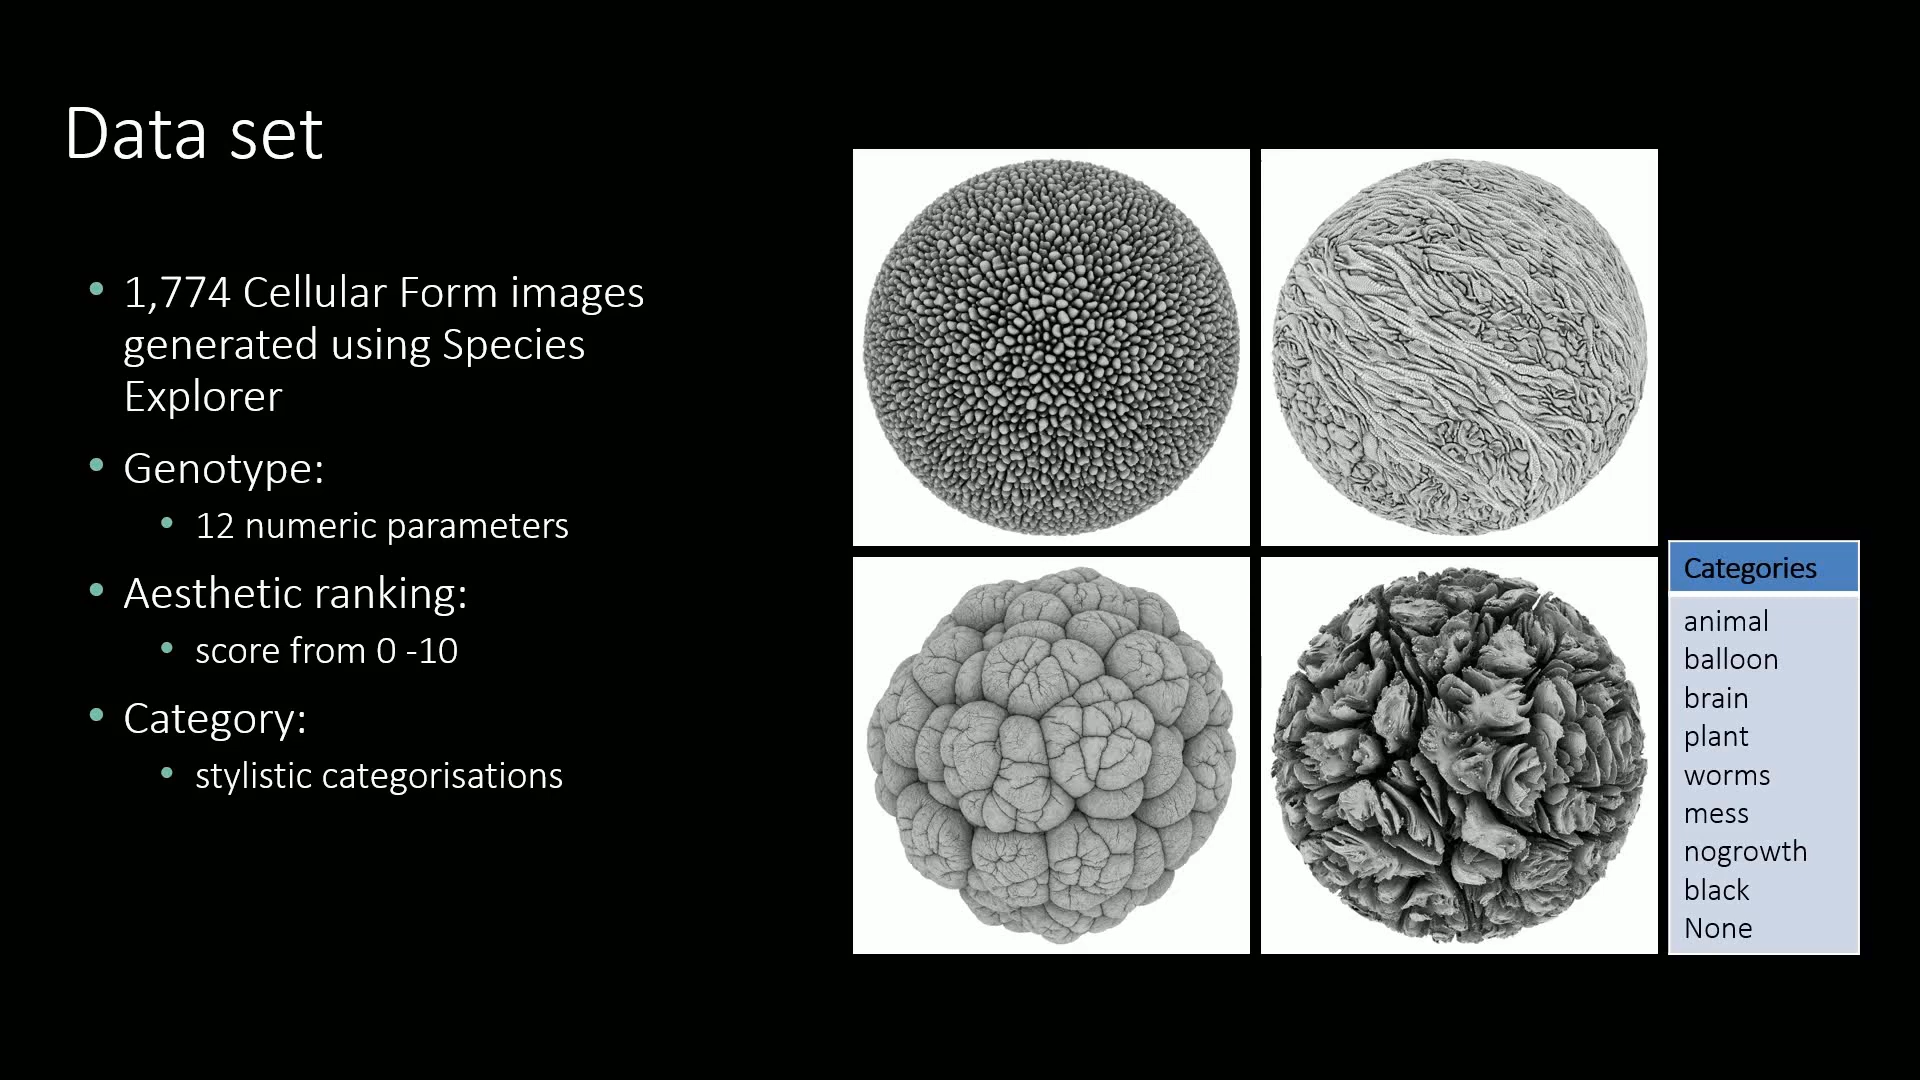 Data set
• 1,774 Cellular Form images
generated using Species
Explorer
• Genotype:
• 12 numeric parameters
• Aesthetic ranking:
• score from 0 -10
• Category:
• stylistic categorisations
Categories
animal
balloon
brain
plant
worms
mess
nogrowth
black
None